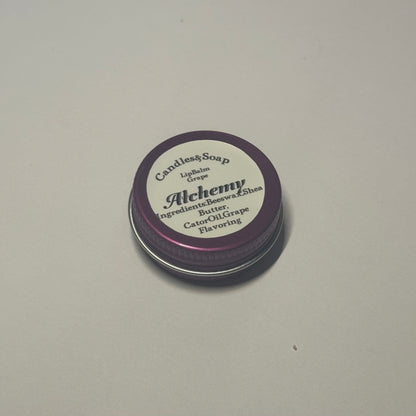 Candles&Soap
LipBalm
Grape
Alchemy
Ingredients:Beeswax,Shea
Butter,
CatorOil,Grape
Flavoring